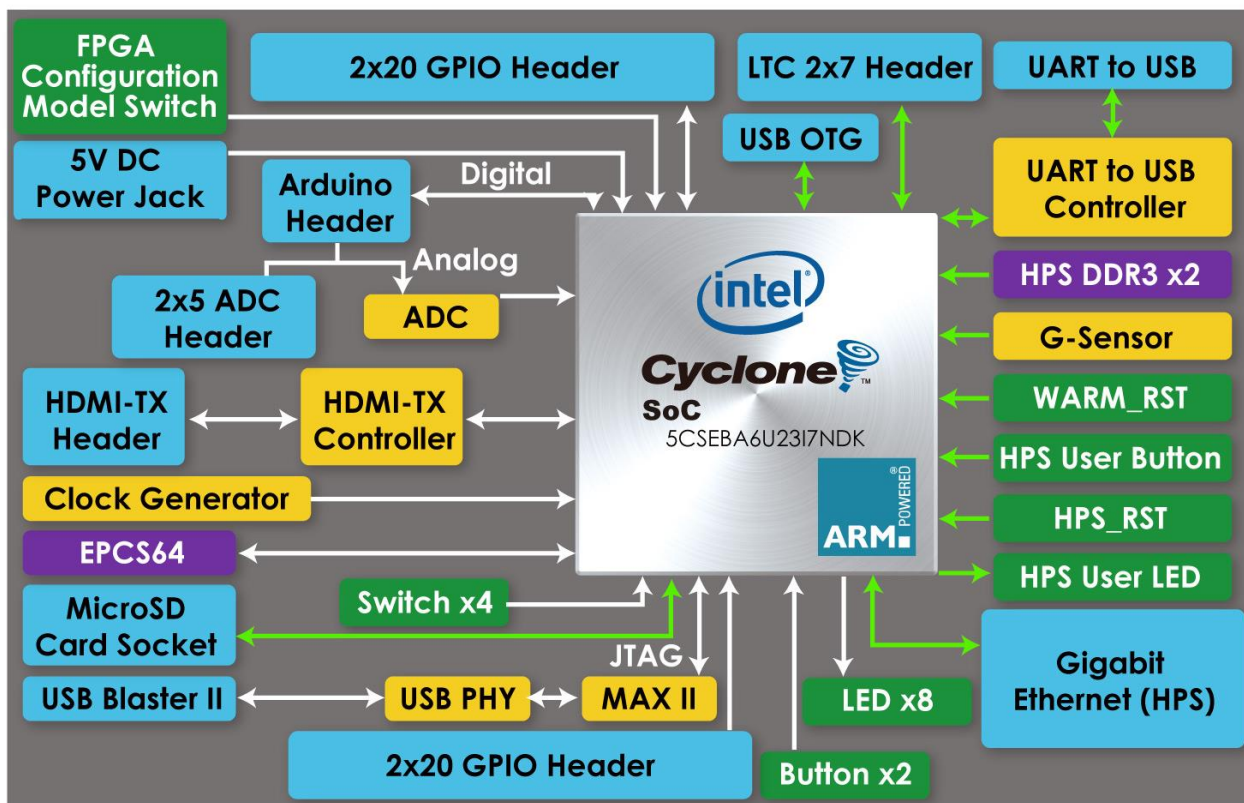 FPGA
Configuration
Model Switch
2x20 GPIO Header
LTC 2x7 Header
UART to USB
USB OTG
5V DC
Power Jack
Arduino
Header
Digital
UART to USB
Controller
Analog
2x5 ADC
Header
ADC
intel®
HPS DDR3 x2
G-Sensor
Cyclone™
SoC
5CSEBA6U23I7NDK
HDMI-TX
Header
HDMI-TX
Controller
WARM_RST
HPS User Button
Clock Generator
ARM® POWERED
HPS_RST
EPCS64
HPS User LED
Switch x4
MicroSD
Card Socket
JTAG
Gigabit
Ethernet (HPS)
USB Blaster II
USB PHY
MAX II
LED x8
2x20 GPIO Header
Button x2